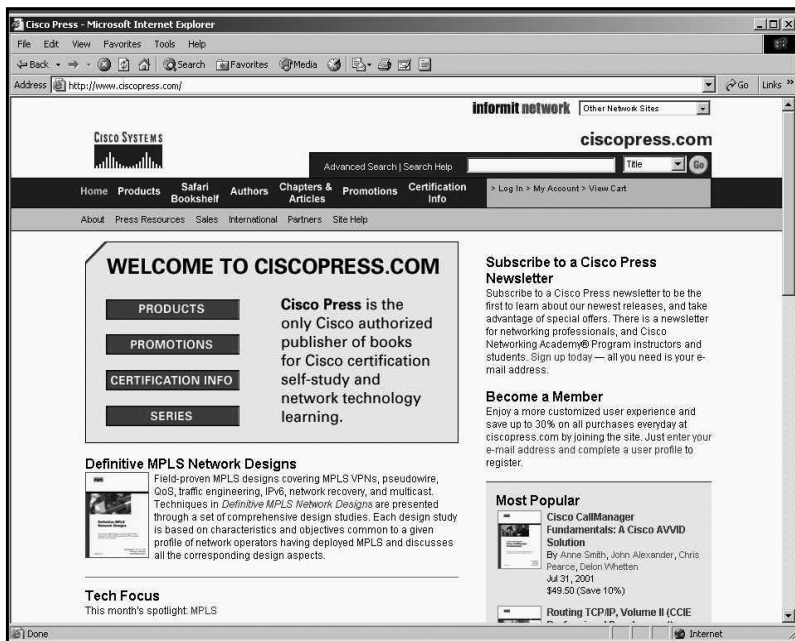 Cisco Press - Microsoft Internet Explorer
File Edit View Favorites Tools Help
Back Search Favorites Media
Address http://www.ciscopress.com/ Go Links »
informit network Other Network Sites
CISCO SYSTEMS
ciscopress.com
Advanced Search | Search Help Title Go
Home Products Safari Bookshelf Authors Chapters & Articles Promotions Certification Info > Log In > My Account > View Cart
About Press Resources Sales International Partners Site Help
WELCOME TO CISCOPRESS.COM
PRODUCTS
PROMOTIONS
CERTIFICATION INFO
SERIES
Cisco Press is the
only Cisco authorized
publisher of books
for Cisco certification
self-study and
network technology
learning.
Definitive MPLS Network Designs
Field-proven MPLS designs covering MPLS VPNs, pseudowire,
QoS, traffic engineering, IPv6, network recovery, and multicast.
Techniques in Definitive MPLS Network Designs are presented
through a set of comprehensive design studies. Each design study
is based on characteristics and objectives common to a given
profile of network operators having deployed MPLS and discusses
all the corresponding design aspects.
Definitive MPLS
Network Designs
Tech Focus
This month's spotlight: MPLS
Subscribe to a Cisco Press
Newsletter
Subscribe to a Cisco Press newsletter to be the
first to learn about our newest releases, and take
advantage of special offers. There is a newsletter
for networking professionals, and Cisco
Networking Academy® Program instructors and
students. Sign up today — all you need is your e-
mail address.
Become a Member
Enjoy a more customized user experience and
save up to 30% on all purchases everyday at
ciscopress.com by joining the site. Just enter your
e-mail address and complete a user profile to
register.
Most Popular
Cisco CallManager
Fundamentals: A Cisco AVVID
Solution
By Anne Smith, John Alexander, Chris
Pearce, Delon Whetten
Jul 31, 2001
$49.50 (Save 10%)
Routing TCP/IP, Volume II (CCIE
Done Internet